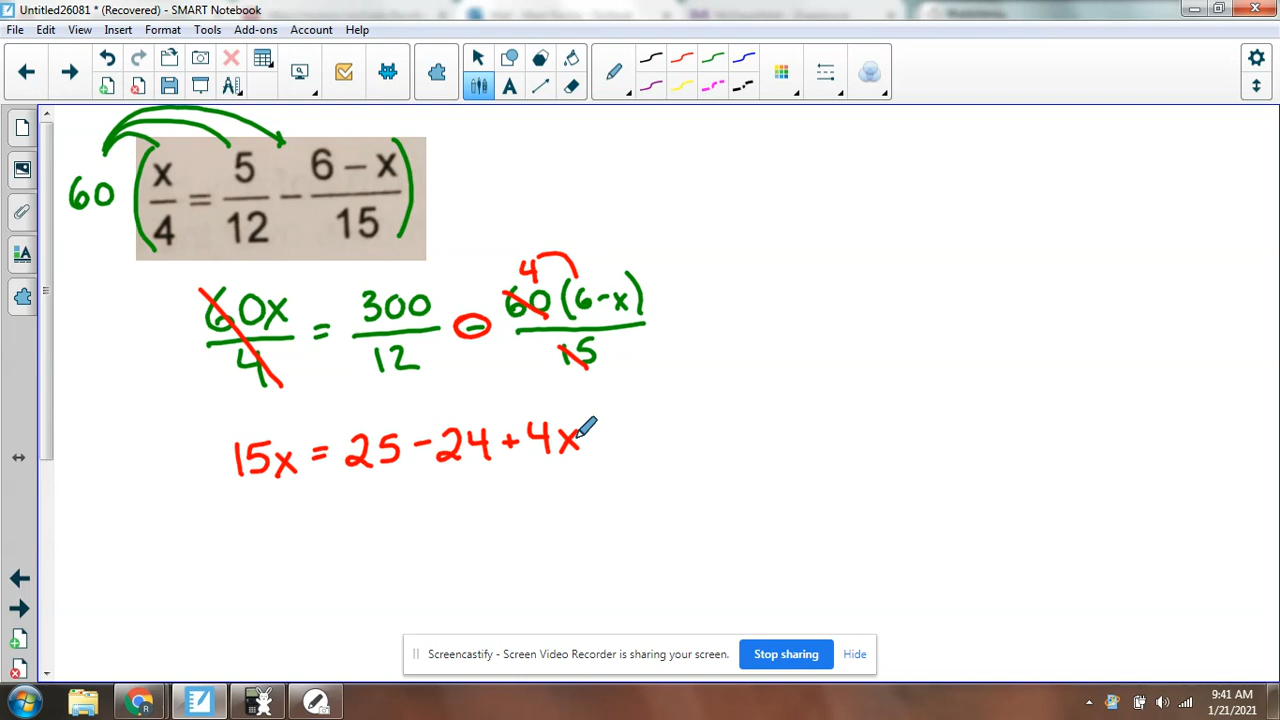 Untitled26081 * (Recovered) - SMART Notebook
File Edit View Insert Format Tools Add-ons Account Help
60 ( x/4 = 5/12 - 6 - x/15 )
4
60x/4 = 300/12 - 60(6-x)/15
15x = 25 - 24 + 4x
Screencastify - Screen Video Recorder is sharing your screen. Stop sharing Hide
9:41 AM
1/21/2021